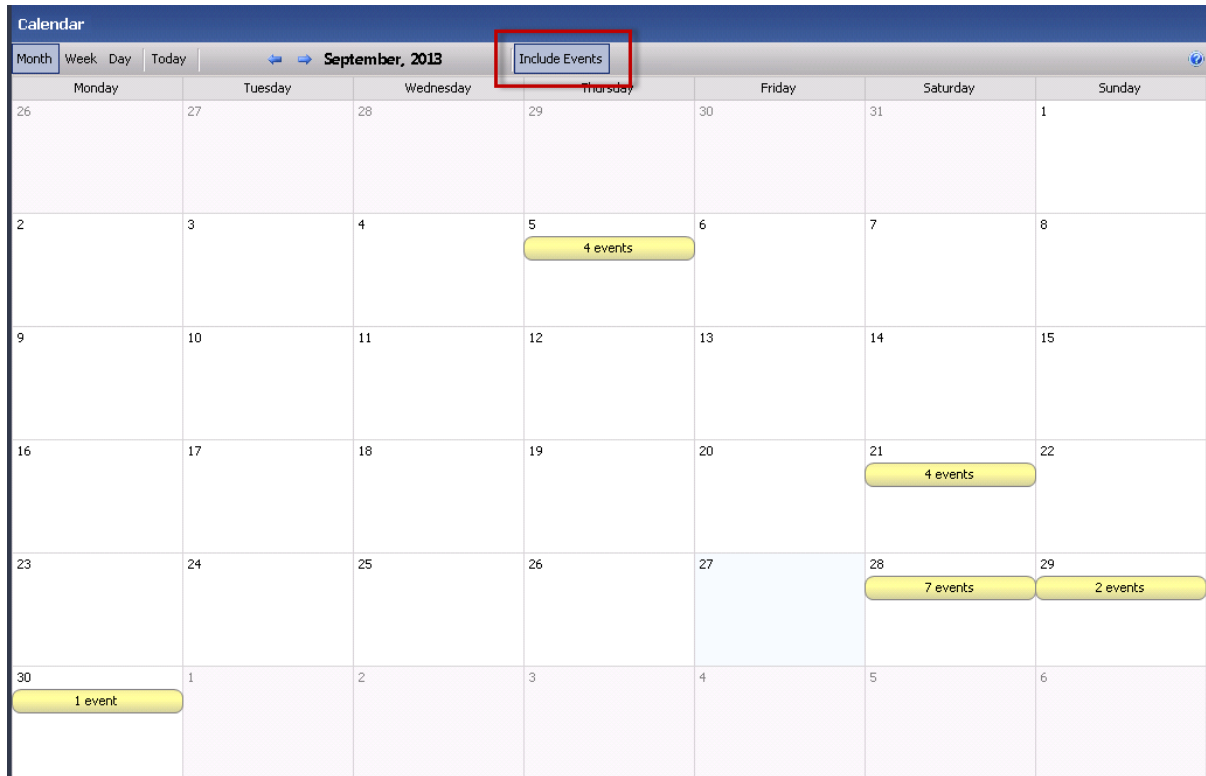 Calendar
Month Week Day Today September, 2013 Include Events
Monday Tuesday Wednesday Thursday Friday Saturday Sunday
26 27 28 29 30 31 1
2 3 4 5 6 7 8
4 events
9 10 11 12 13 14 15
16 17 18 19 20 21 22
4 events
23 24 25 26 27 28 29
7 events 2 events
30 1 2 3 4 5 6
1 event